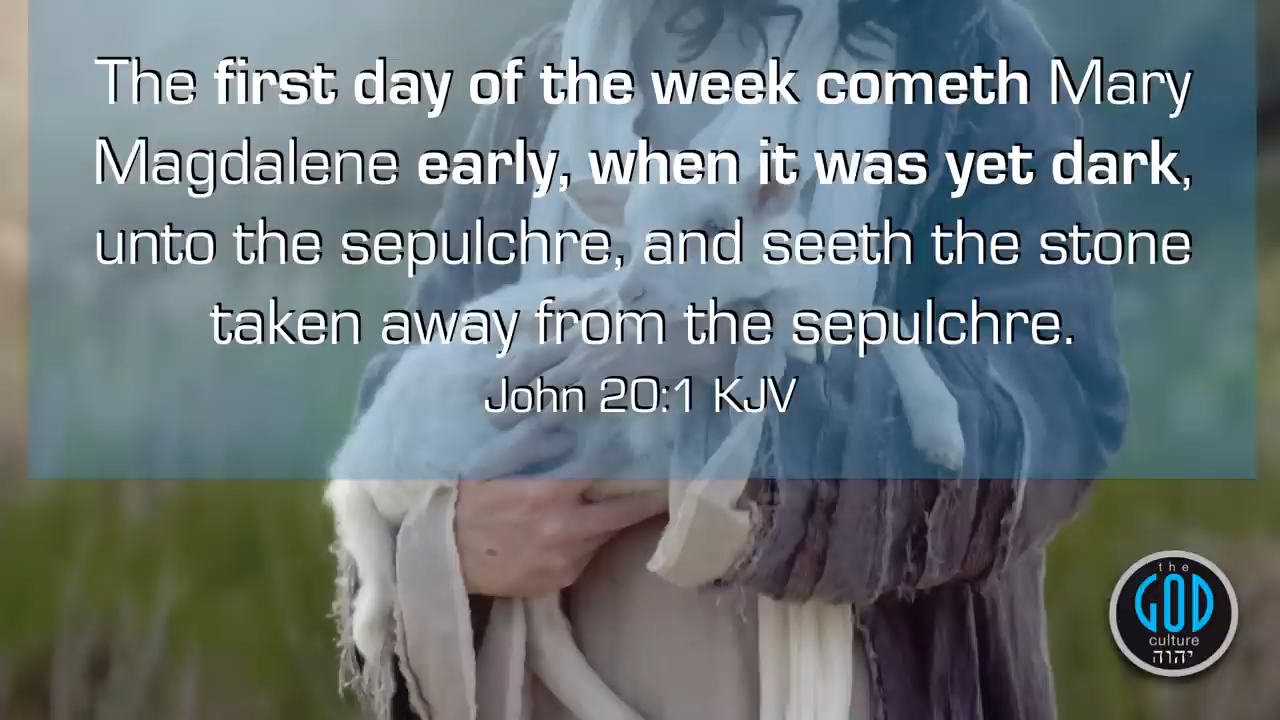 The first day of the week cometh Mary
Magdalene early, when it was yet dark,
unto the sepulchre, and seeth the stone
taken away from the sepulchre.
John 20:1 KJV
the
GOD
culture
יהוה